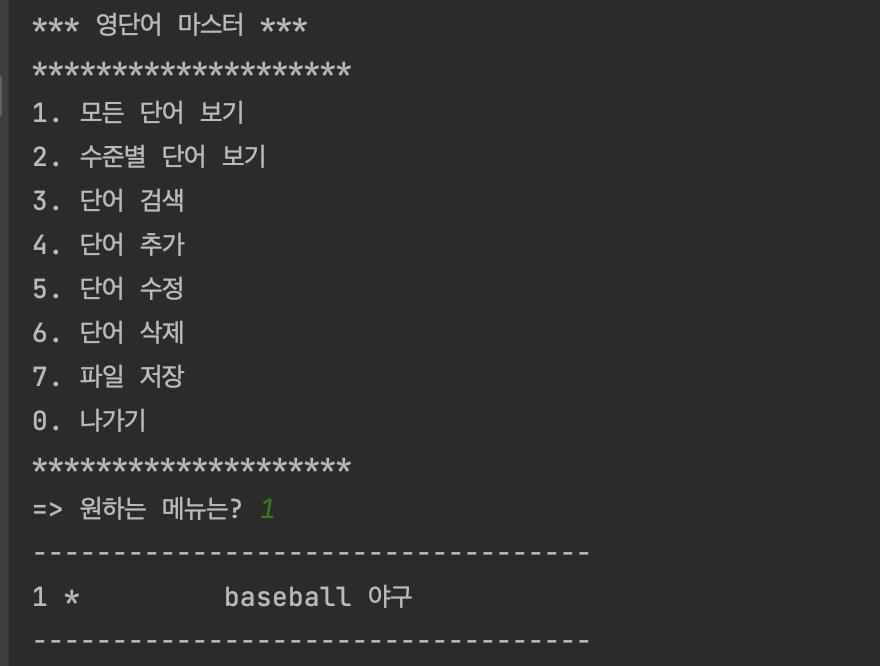 *** 영단어 마스터 ***
********************
1. 모든 단어 보기
2. 수준별 단어 보기
3. 단어 검색
4. 단어 추가
5. 단어 수정
6. 단어 삭제
7. 파일 저장
0. 나가기
********************
=> 원하는 메뉴는? 1
-----------------------------------
1 *         baseball 야구
-----------------------------------